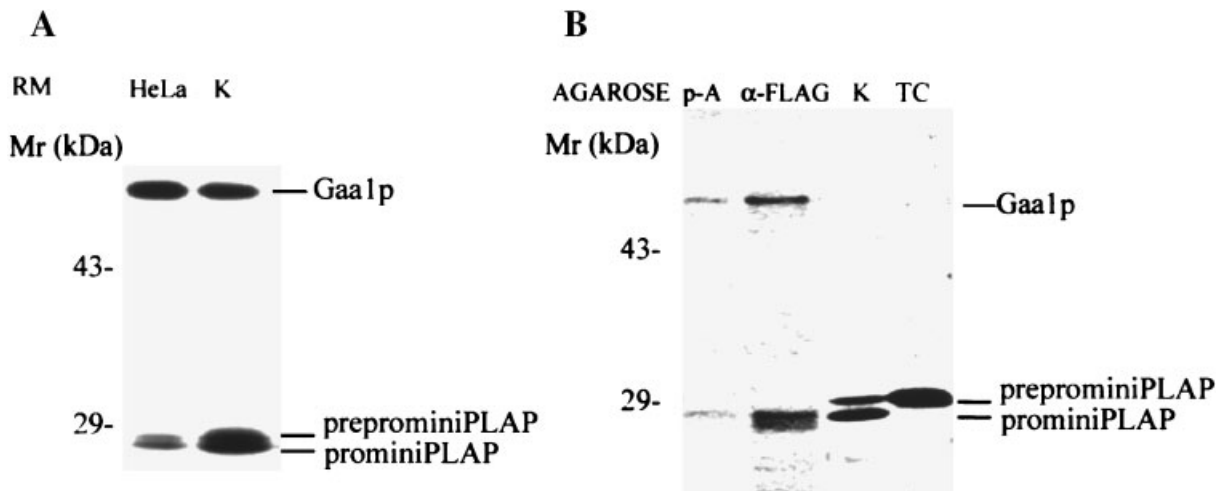 A
RM HeLa K
Mr (kDa)
Gaa1p
43-
29-
preprominiPLAP
prominiPLAP
B
AGAROSE p-A α-FLAG K TC
Mr (kDa)
Gaa1p
43-
29-
preprominiPLAP
prominiPLAP